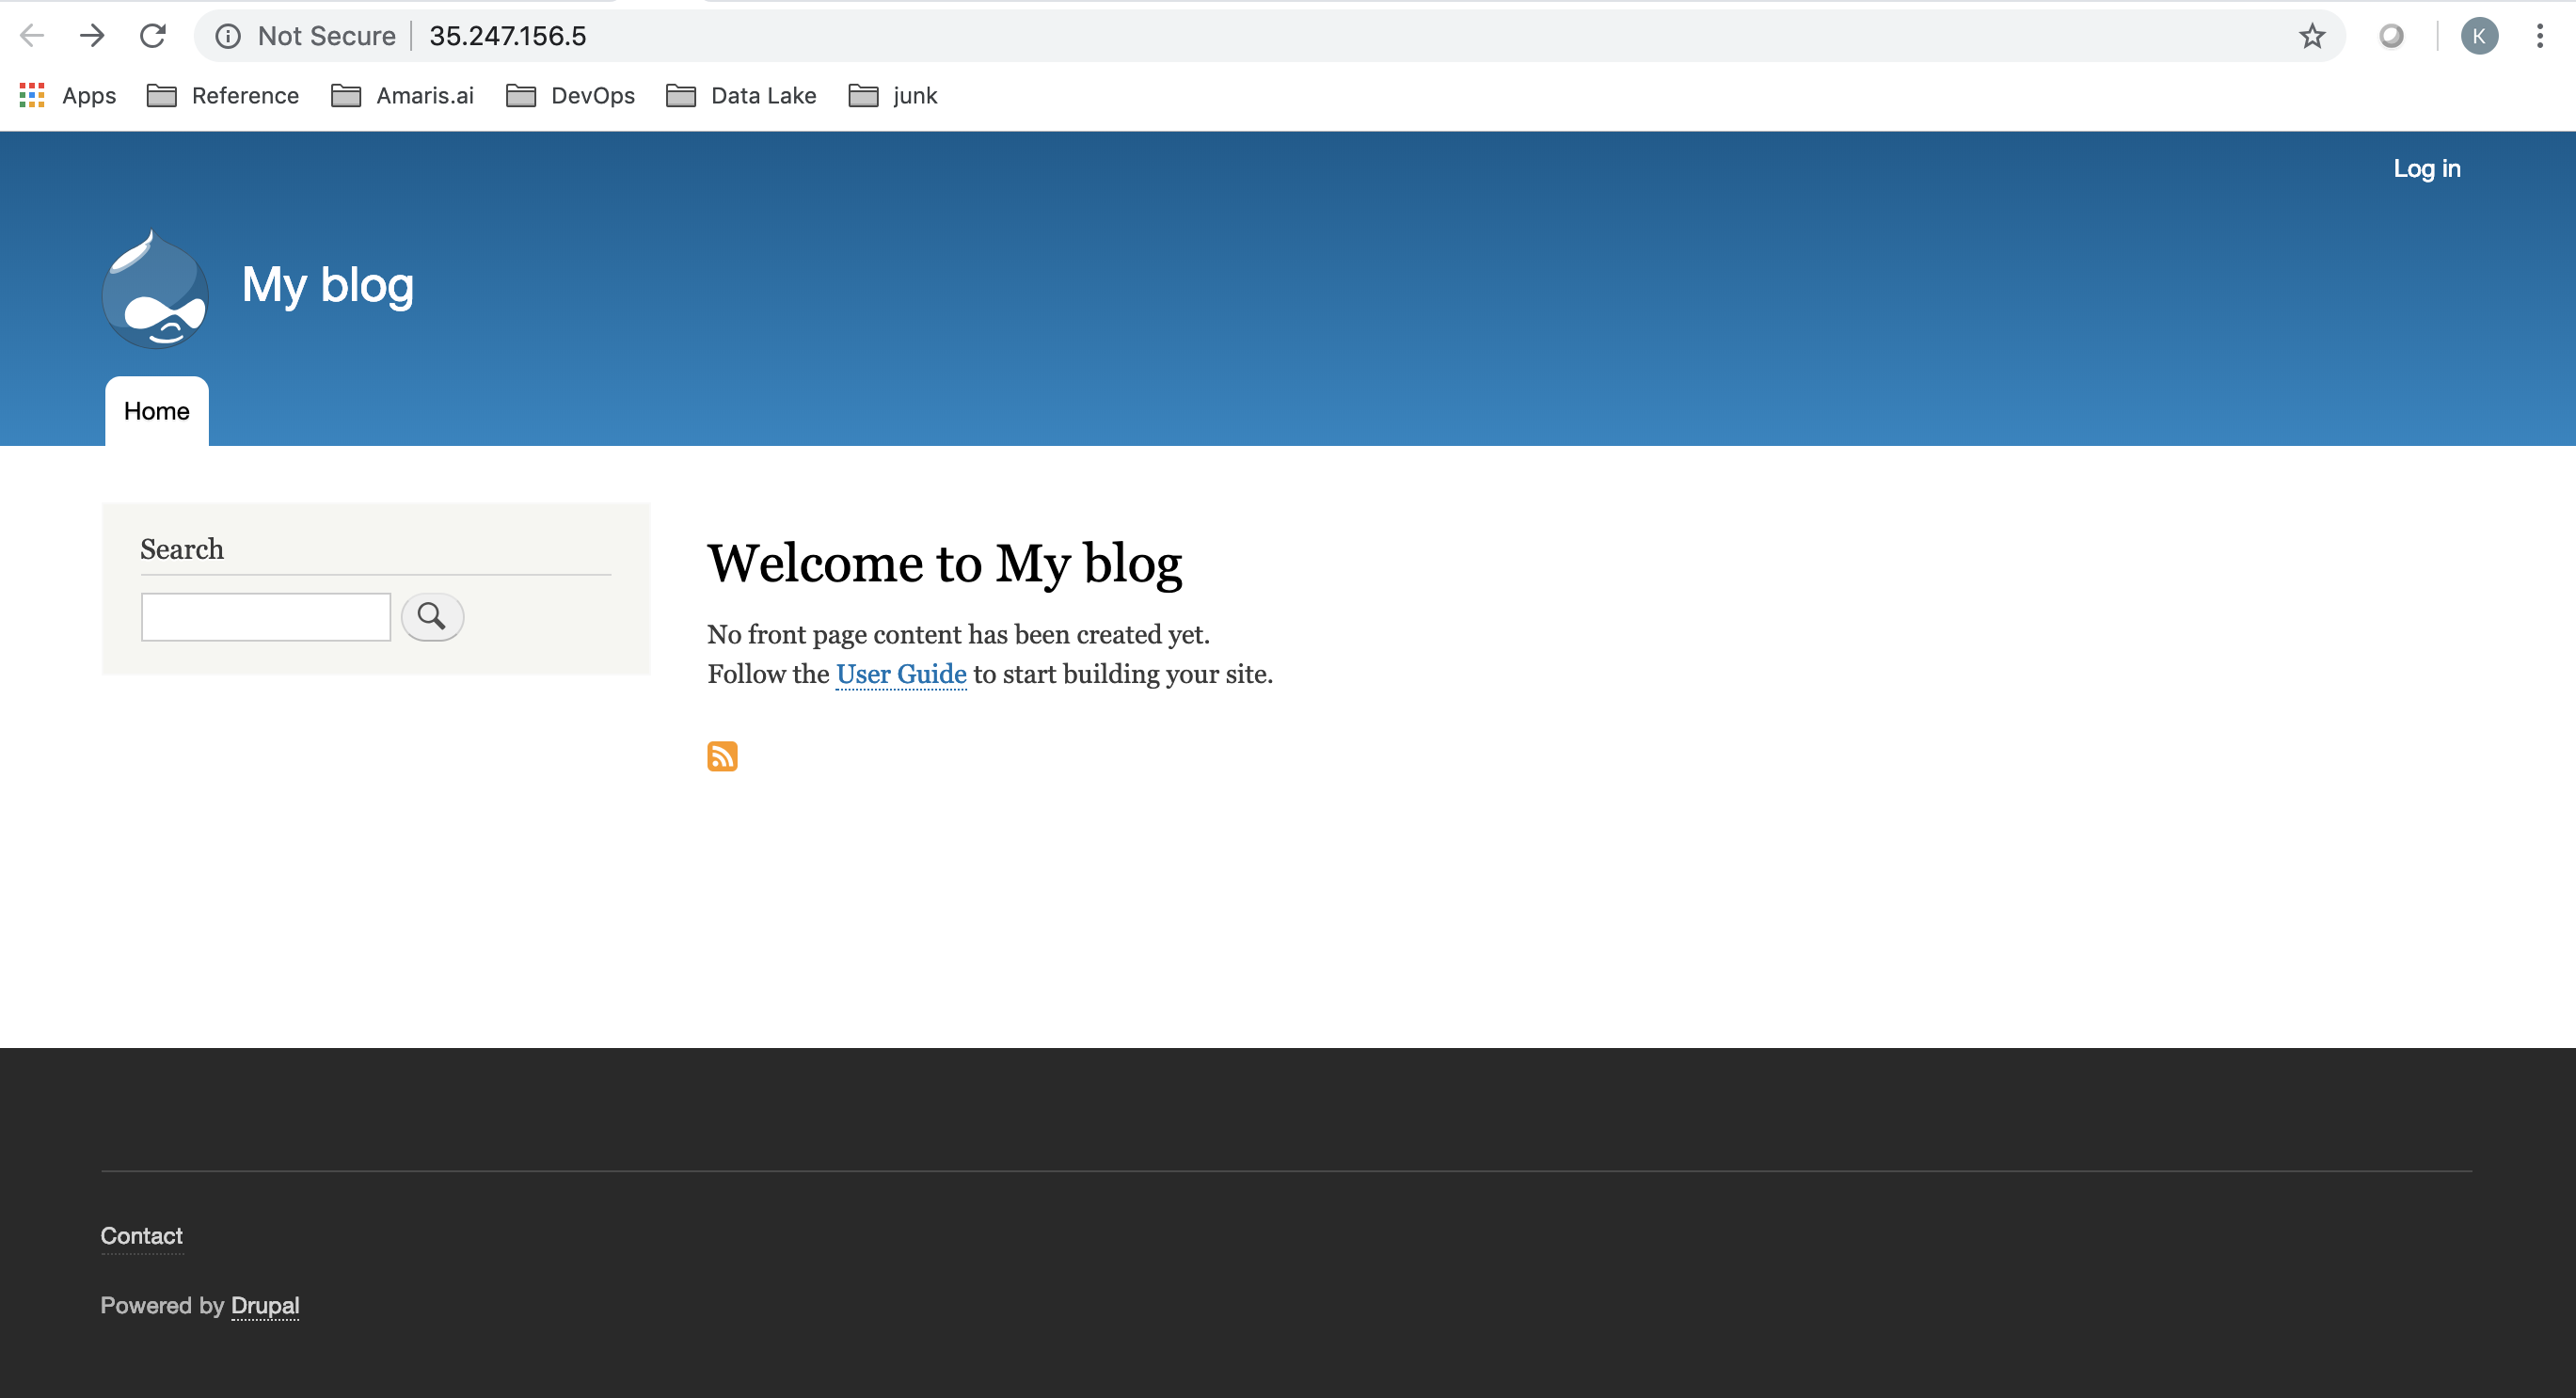 Not Secure | 35.247.156.5
K
Apps Reference Amaris.ai DevOps Data Lake junk
Log in
My blog
Home
Search
Welcome to My blog
No front page content has been created yet.
Follow the User Guide to start building your site.
Contact
Powered by Drupal